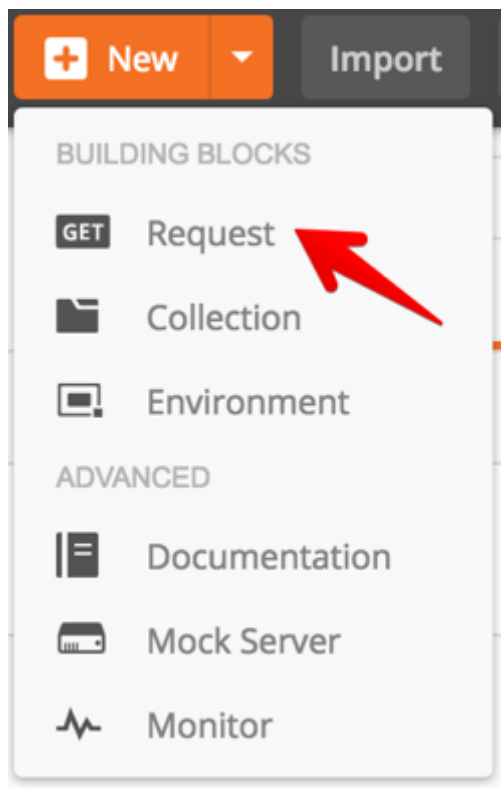 New Import
BUILDING BLOCKS
GET Request
Collection
Environment
ADVANCED
Documentation
Mock Server
Monitor